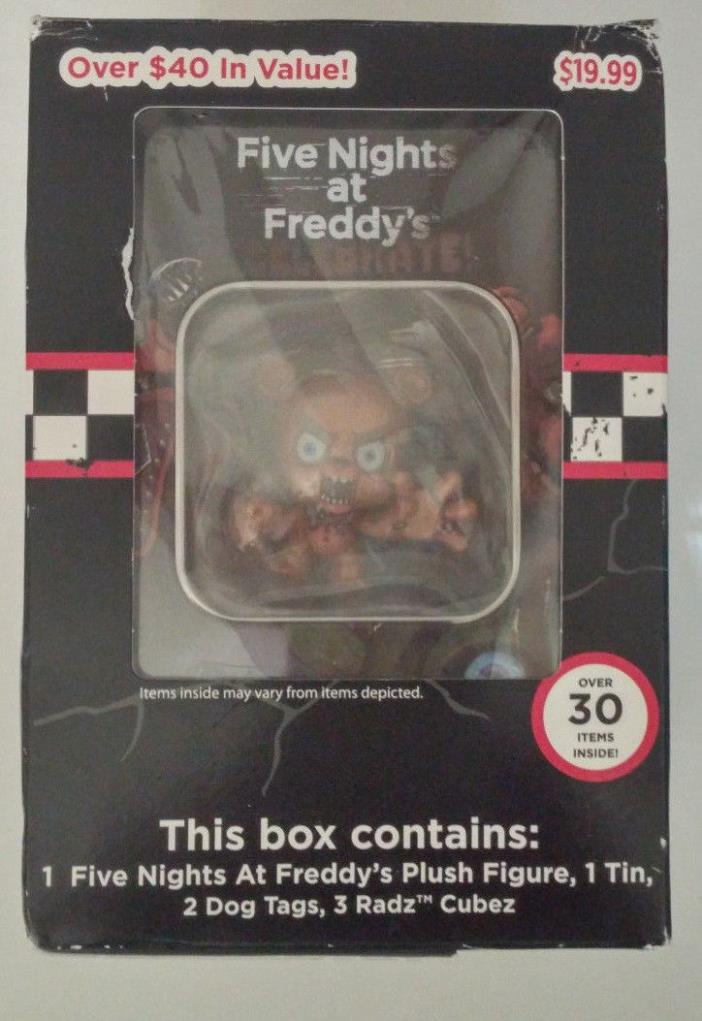 Over $40 In Value!
$19.99
Five Nights
at
Freddy's
CELEBRATE!
Items inside may vary from items depicted.
OVER
30
ITEMS
INSIDE!
This box contains:
1 Five Nights At Freddy's Plush Figure, 1 Tin,
2 Dog Tags, 3 Radz™ Cubez